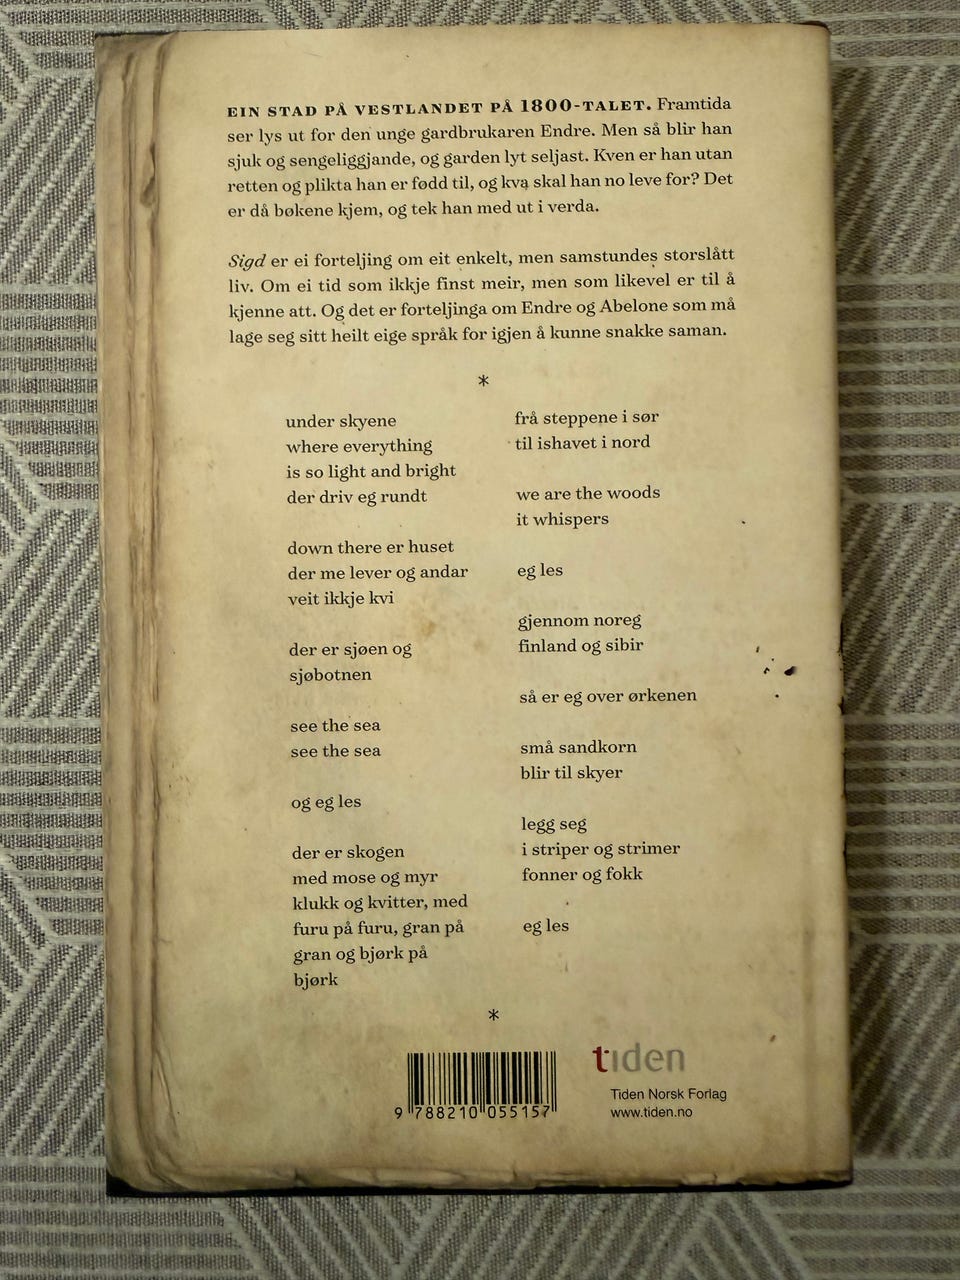 EIN STAD PÅ VESTLANDET PÅ 1800-TALET. Framtida
ser lys ut for den unge gardbrukaren Endre. Men så blir han
sjuk og sengeliggjande, og garden lyt seljast. Kven er han utan
retten og plikta han er fødd til, og kva skal han no leve for? Det
er då bøkene kjem, og tek han med ut i verda.
Sigd er ei forteljing om eit enkelt, men samstundes storslått
liv. Om ei tid som ikkje finst meir, men som likevel er til å
kjenne att. Og det er forteljinga om Endre og Abelone som må
lage seg sitt heilt eige språk for igjen å kunne snakke saman.
*
under skyene
where everything
is so light and bright
der driv eg rundt
down there er huset
der me lever og andar
veit ikkje kvi
der er sjøen og
sjøbotnen
see the sea
see the sea
og eg les
der er skogen
med mose og myr
klukk og kvitter, med
furu på furu, gran på
gran og bjørk på
bjørk
frå steppene i sør
til ishavet i nord
we are the woods
it whispers
eg les
gjennom noreg
finland og sibir
så er eg over ørkenen
små sandkorn
blir til skyer
legg seg
i striper og strimer
fonner og fokk
eg les
*
9 788210 055157
tiden
Tiden Norsk Forlag
www.tiden.no